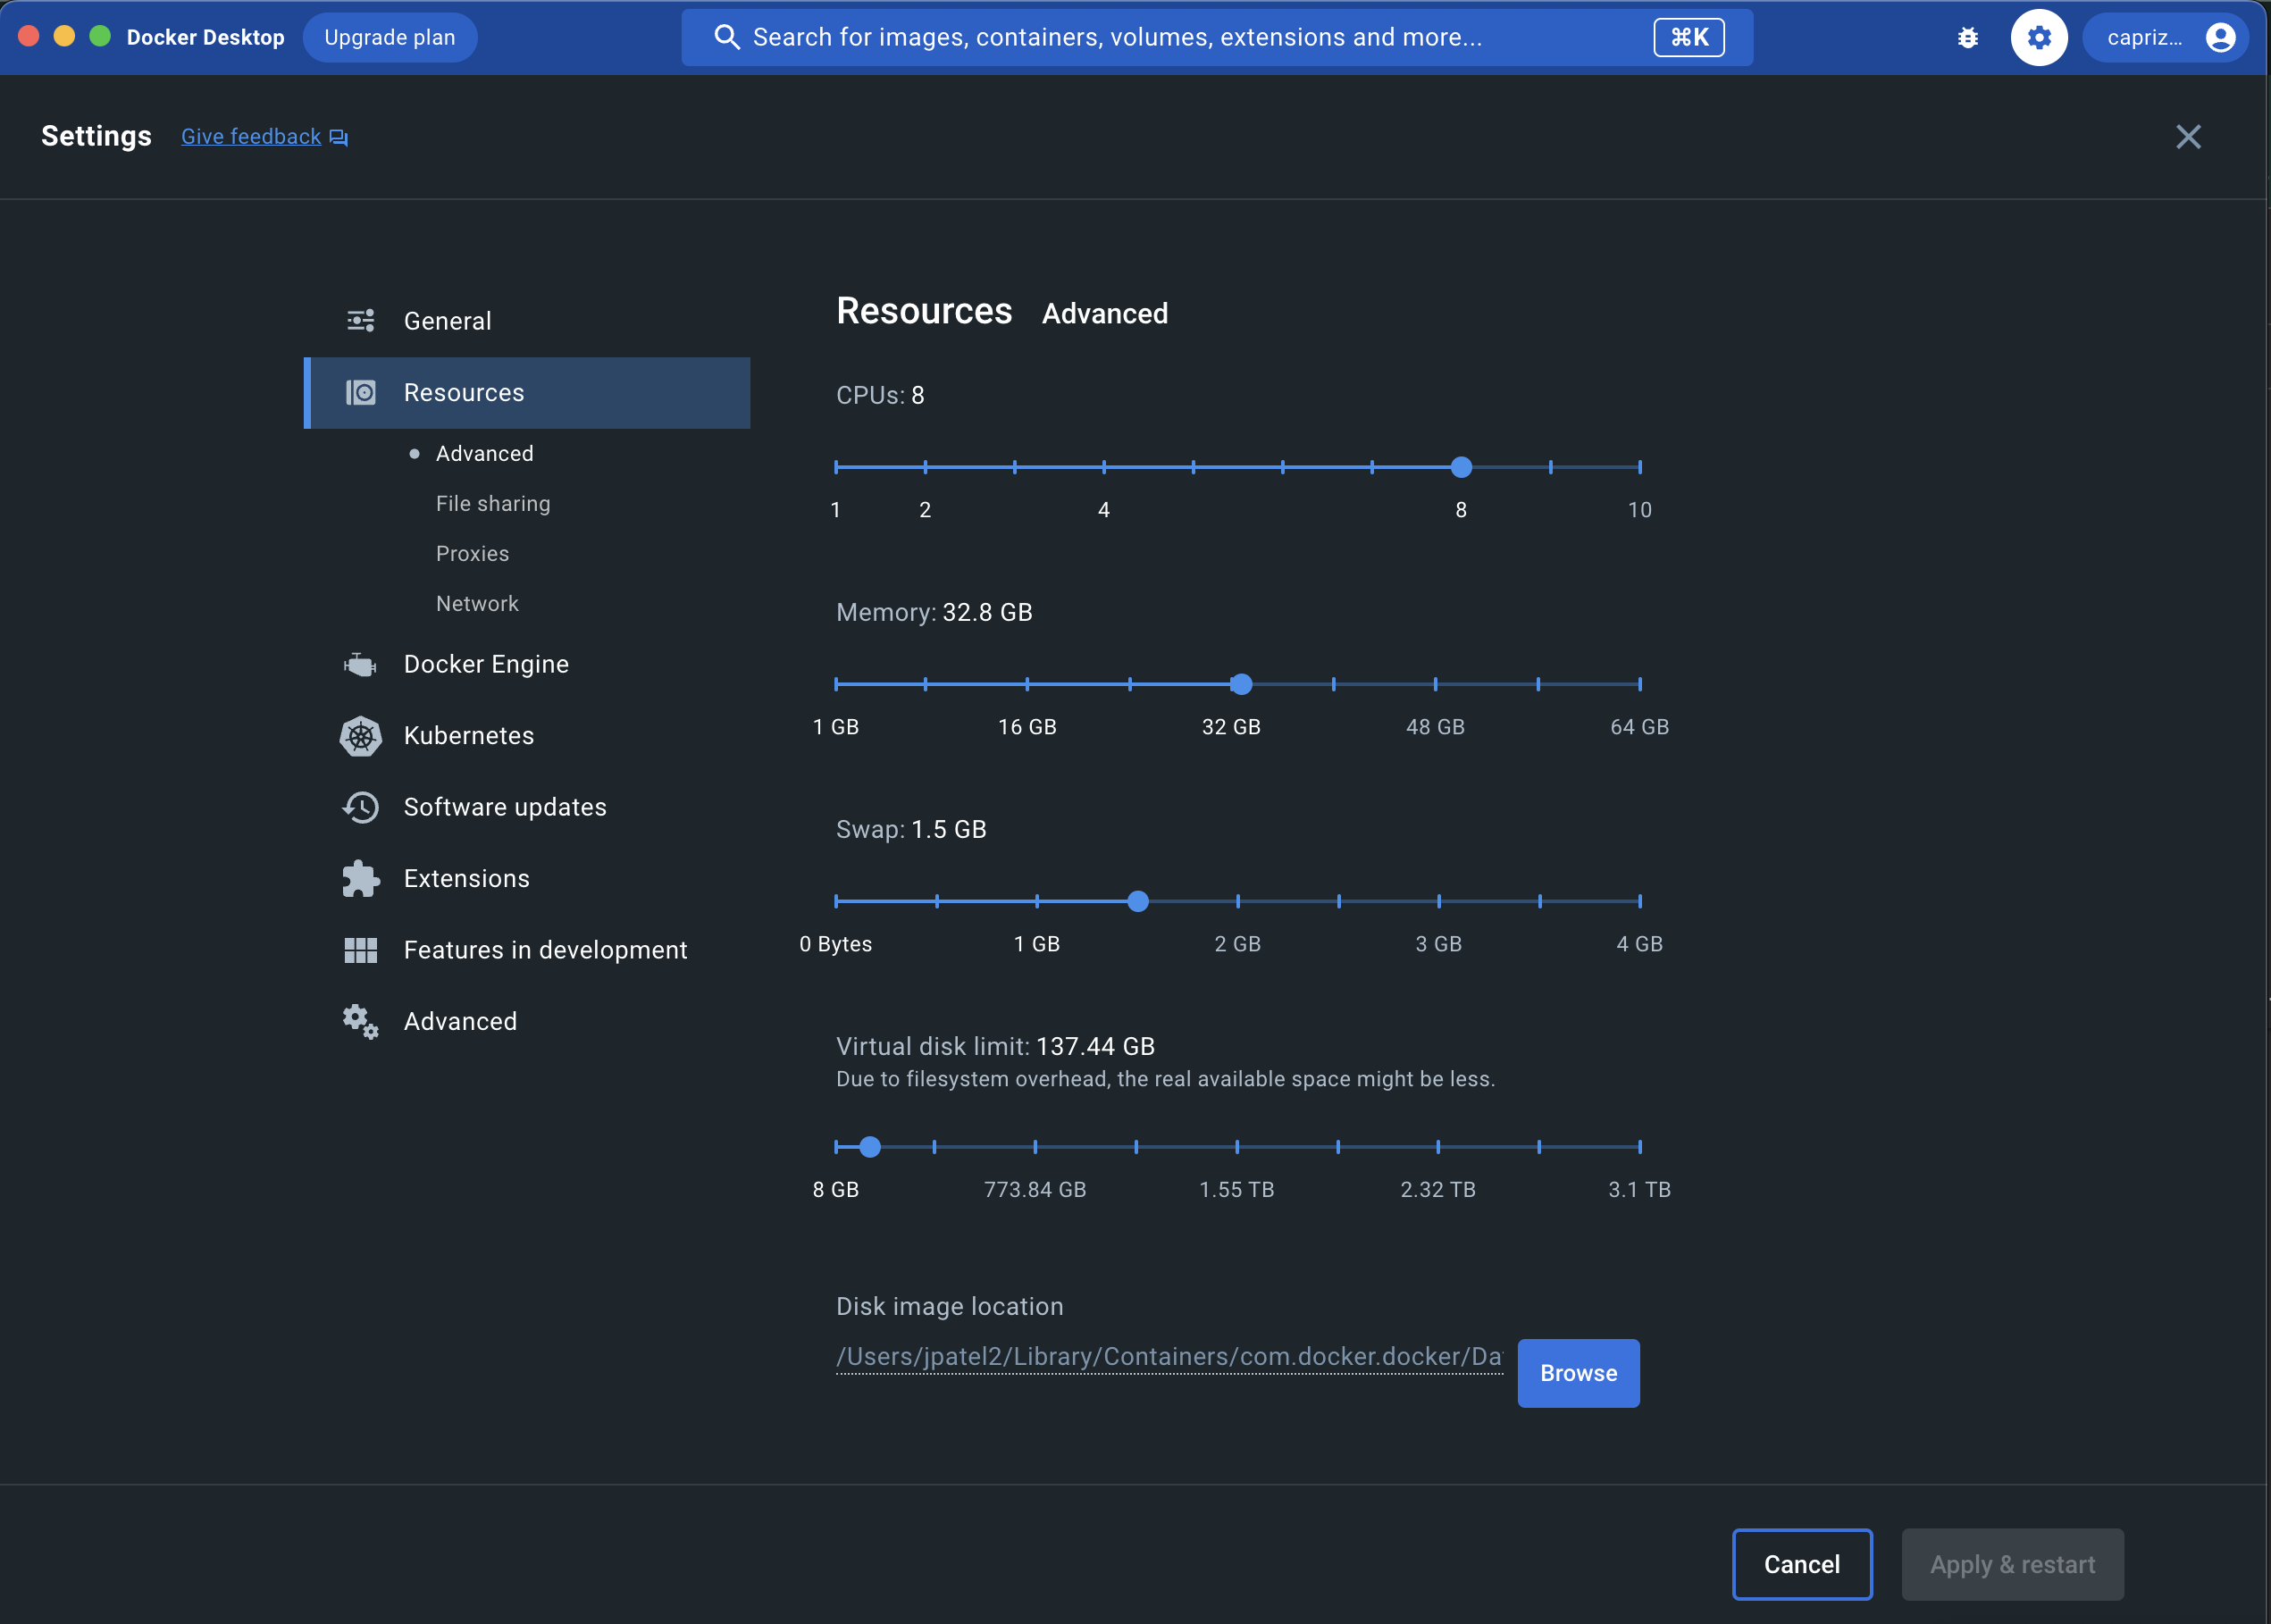 Docker Desktop
Upgrade plan
Search for images, containers, volumes, extensions and more...
⌘K
capriz...
Settings
Give feedback
General
Resources
Advanced
File sharing
Proxies
Network
Docker Engine
Kubernetes
Software updates
Extensions
Features in development
Advanced
Resources Advanced
CPUs: 8
1 2 4 8 10
Memory: 32.8 GB
1 GB 16 GB 32 GB 48 GB 64 GB
Swap: 1.5 GB
0 Bytes 1 GB 2 GB 3 GB 4 GB
Virtual disk limit: 137.44 GB
Due to filesystem overhead, the real available space might be less.
8 GB 773.84 GB 1.55 TB 2.32 TB 3.1 TB
Disk image location
/Users/jpatel2/Library/Containers/com.docker.docker/Da
Browse
Cancel
Apply & restart